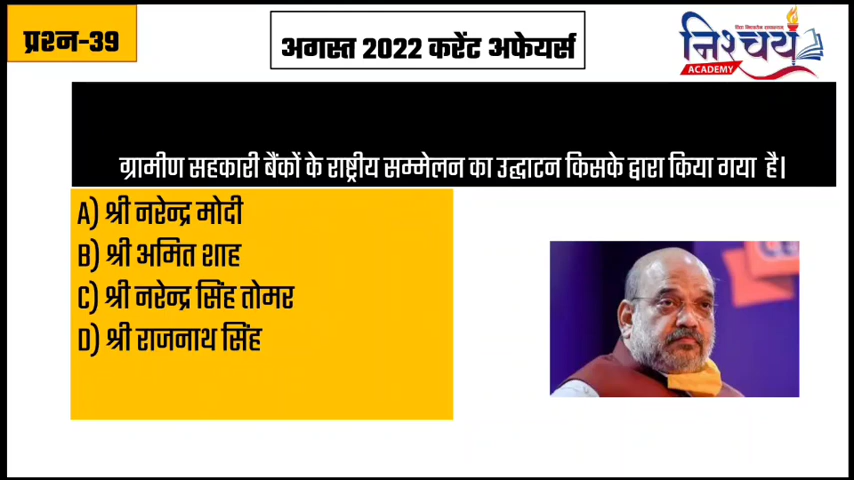 प्रश्न-39
अगस्त 2022 करेंट अफेयर्स
निश्चय
ACADEMY
ग्रामीण सहकारी बैंकों के राष्ट्रीय सम्मेलन का उद्घाटन किसके द्वारा किया गया है।
A) श्री नरेन्द्र मोदी
B) श्री अमित शाह
C) श्री नरेन्द्र सिंह तोमर
D) श्री राजनाथ सिंह